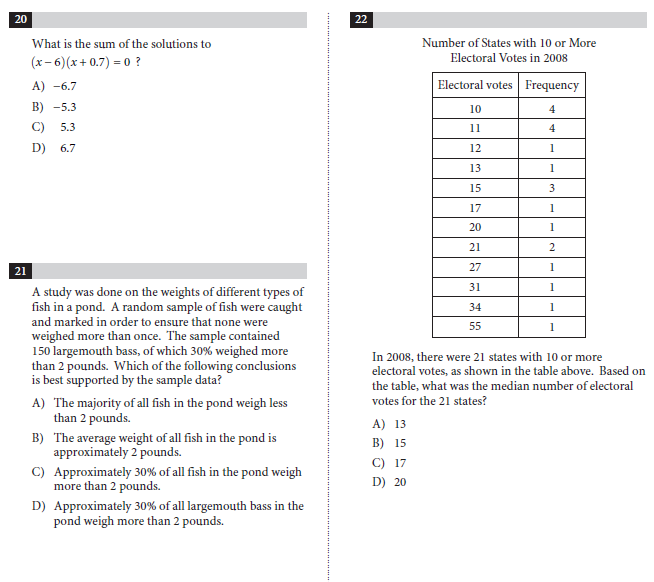 20
What is the sum of the solutions to
(x – 6)(x + 0.7) = 0 ?
A) –6.7
B) –5.3
C) 5.3
D) 6.7
21
A study was done on the weights of different types of
fish in a pond. A random sample of fish were caught
and marked in order to ensure that none were
weighed more than once. The sample contained
150 largemouth bass, of which 30% weighed more
than 2 pounds. Which of the following conclusions
is best supported by the sample data?
A) The majority of all fish in the pond weigh less
than 2 pounds.
B) The average weight of all fish in the pond is
approximately 2 pounds.
C) Approximately 30% of all fish in the pond weigh
more than 2 pounds.
D) Approximately 30% of all largemouth bass in the
pond weigh more than 2 pounds.
22
Number of States with 10 or More
Electoral Votes in 2008
Electoral votes Frequency
10 4
11 4
12 1
13 1
15 3
17 1
20 1
21 2
27 1
31 1
34 1
55 1
In 2008, there were 21 states with 10 or more
electoral votes, as shown in the table above. Based on
the table, what was the median number of electoral
votes for the 21 states?
A) 13
B) 15
C) 17
D) 20